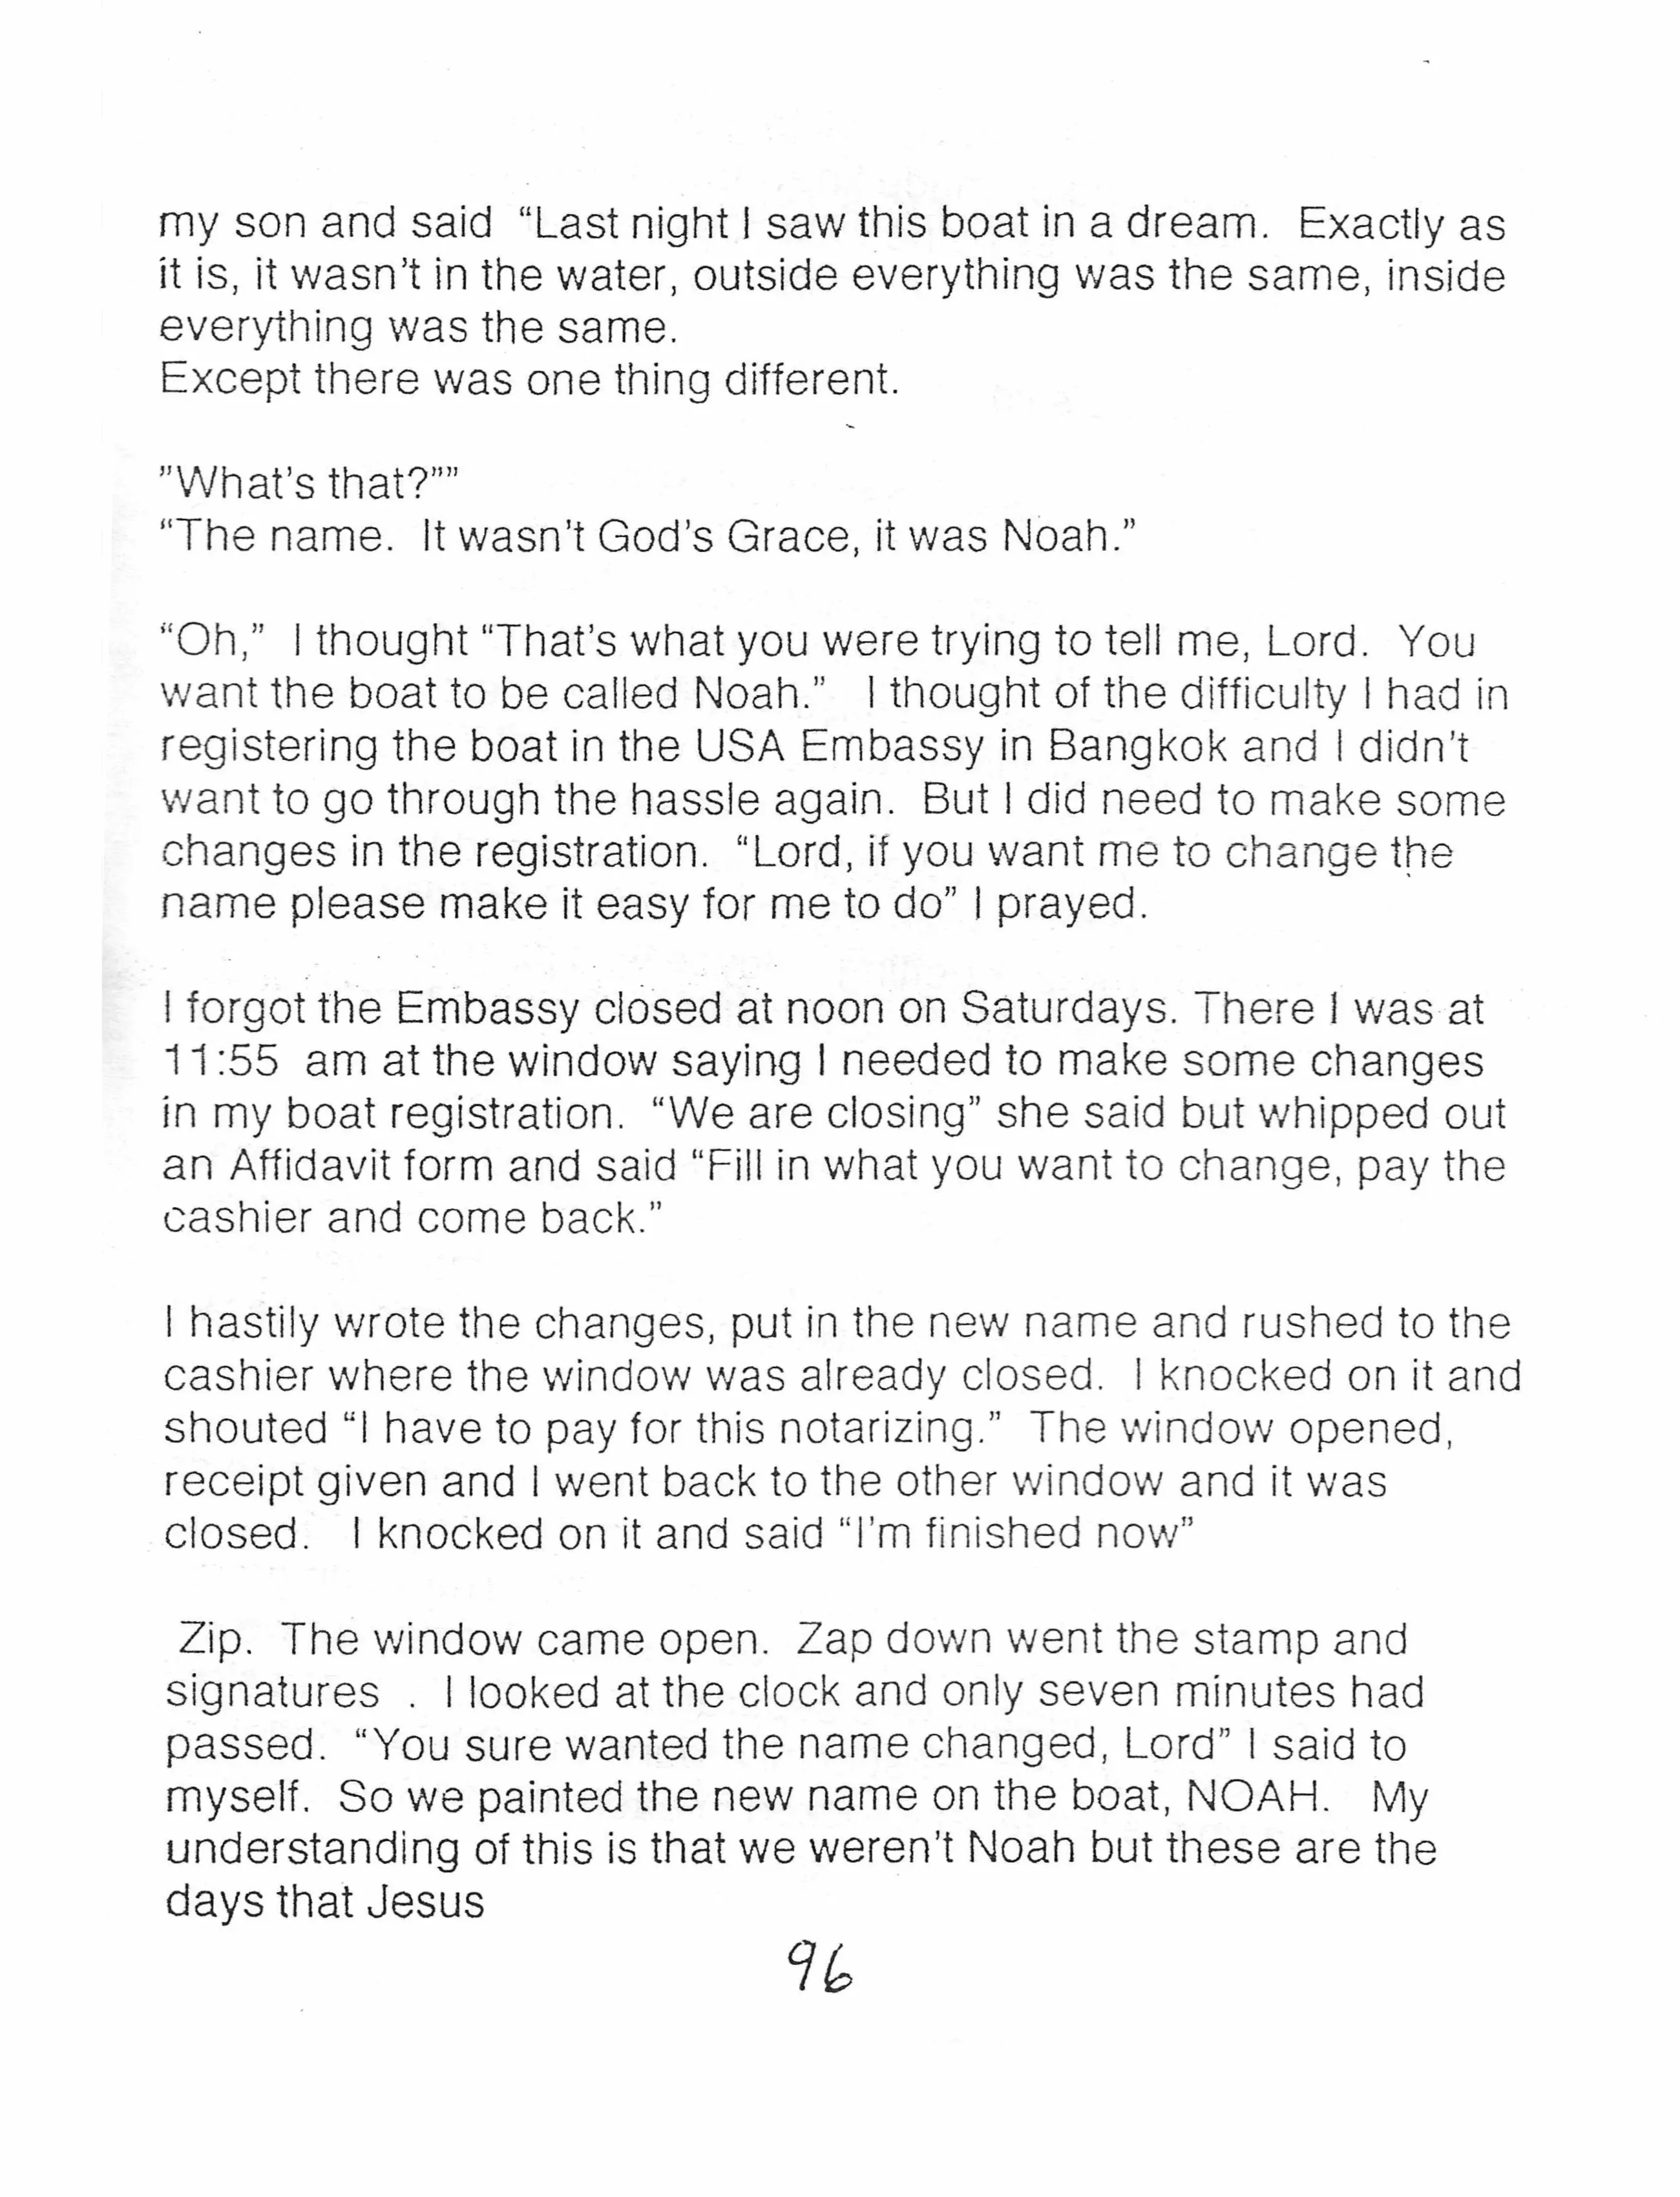 my son and said  “Last night I saw this boat in a dream.  Exactly as
it is, it wasn’t in the water, outside everything was the same, inside
everything was the same.
Except there was one thing different.
”What’s that?””
“The name.  It wasn’t God’s Grace, it was Noah.”
“Oh,”  I thought “That’s what you were trying to tell me, Lord.  You
want the boat to be called Noah.”   I thought of the difficulty I had in
registering the boat in the USA Embassy in Bangkok and I didn’t
want to go through the hassle again.  But I did need to make some
changes in the registration.  “Lord, if you want me to change the
name please make it easy for me to do” I prayed.
I forgot the Embassy closed at noon on Saturdays. There I was at
11:55  am at the window saying I needed to make some changes
in my boat registration.  “We are closing” she said but whipped out
an Affidavit form and said “Fill in what you want to change, pay the
cashier and come back.”
I hastily wrote the changes, put in the new name and rushed to the
cashier where the window was already closed.  I knocked on it and
shouted “I have to pay for this notarizing.”  The window opened,
receipt given and I went back to the other window and it was
closed.   I knocked on it and said “I’m finished now”
Zip.  The window came open.  Zap down went the stamp and
signatures  .  I looked at the clock and only seven minutes had
passed.  “You sure wanted the name changed, Lord” I said to
myself.  So we painted the new name on the boat, NOAH.   My
understanding of this is that we weren’t Noah but these are the
days that Jesus
96